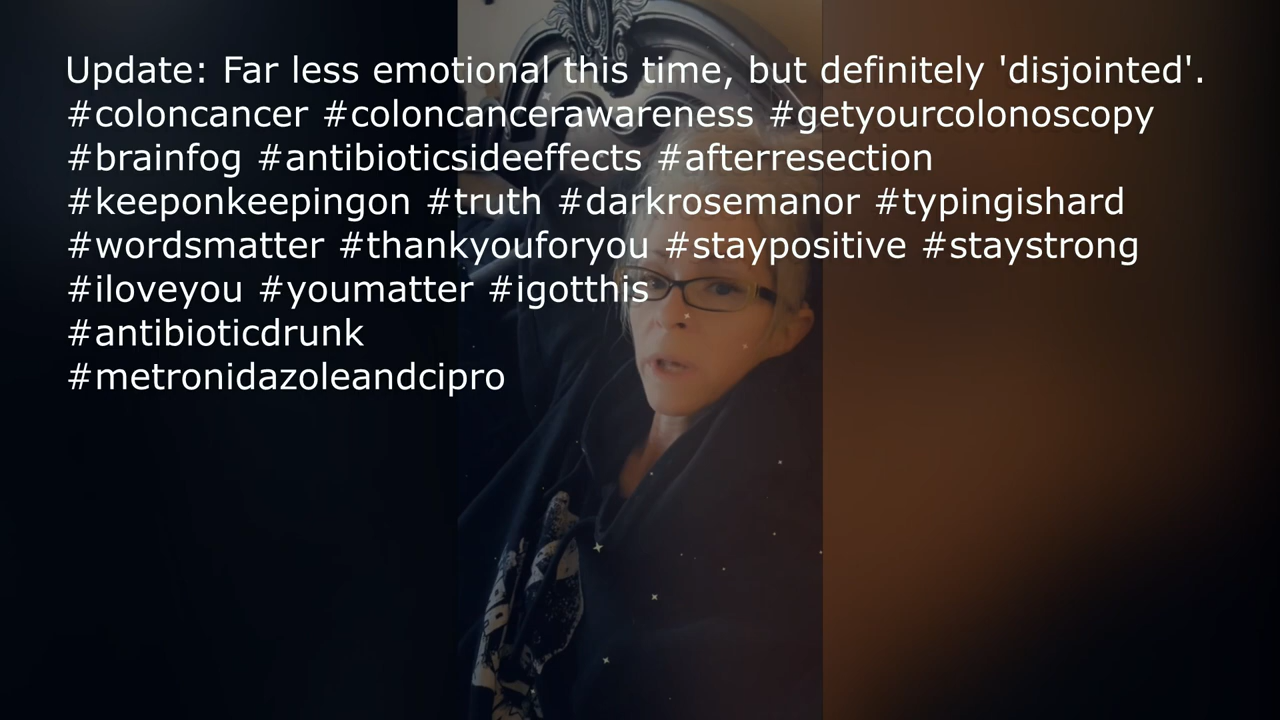 Update: Far less emotional this time, but definitely 'disjointed'.
#coloncancer #coloncancerawareness #getyourcolonoscopy
#brainfog #antibioticsideeffects #afterresection
#keeponkeepingon #truth #darkrosemanor #typingishard
#wordsmatter #thankyouforyou #staypositive #staystrong
#iloveyou #youmatter #igotthis
#antibioticdrunk
#metronidazoleandcipro